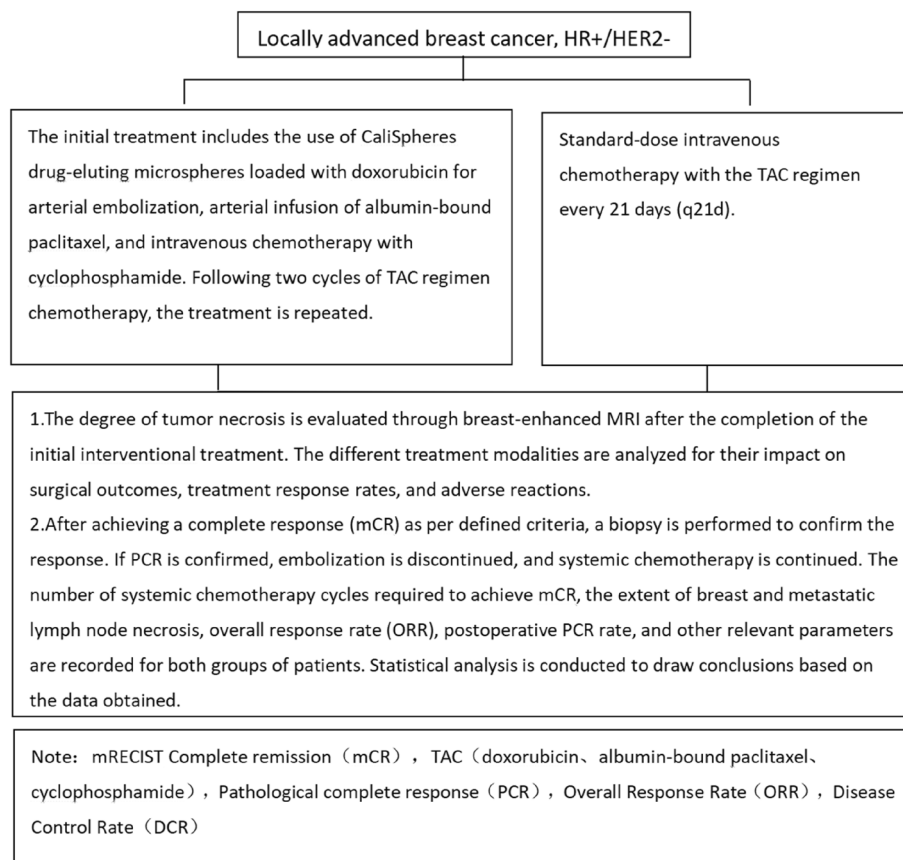 Locally advanced breast cancer, HR+/HER2-
The initial treatment includes the use of CaliSpheres
drug-eluting microspheres loaded with doxorubicin for
arterial embolization, arterial infusion of albumin-bound
paclitaxel, and intravenous chemotherapy with
cyclophosphamide. Following two cycles of TAC regimen
chemotherapy, the treatment is repeated.
Standard-dose intravenous
chemotherapy with the TAC regimen
every 21 days (q21d).
1.The degree of tumor necrosis is evaluated through breast-enhanced MRI after the completion of the
initial interventional treatment. The different treatment modalities are analyzed for their impact on
surgical outcomes, treatment response rates, and adverse reactions.
2.After achieving a complete response (mCR) as per defined criteria, a biopsy is performed to confirm the
response. If PCR is confirmed, embolization is discontinued, and systemic chemotherapy is continued. The
number of systemic chemotherapy cycles required to achieve mCR, the extent of breast and metastatic
lymph node necrosis, overall response rate (ORR), postoperative PCR rate, and other relevant parameters
are recorded for both groups of patients. Statistical analysis is conducted to draw conclusions based on
the data obtained.
Note：mRECIST Complete remission（mCR），TAC（doxorubicin、albumin-bound paclitaxel、
cyclophosphamide），Pathological complete response（PCR），Overall Response Rate（ORR），Disease
Control Rate（DCR）